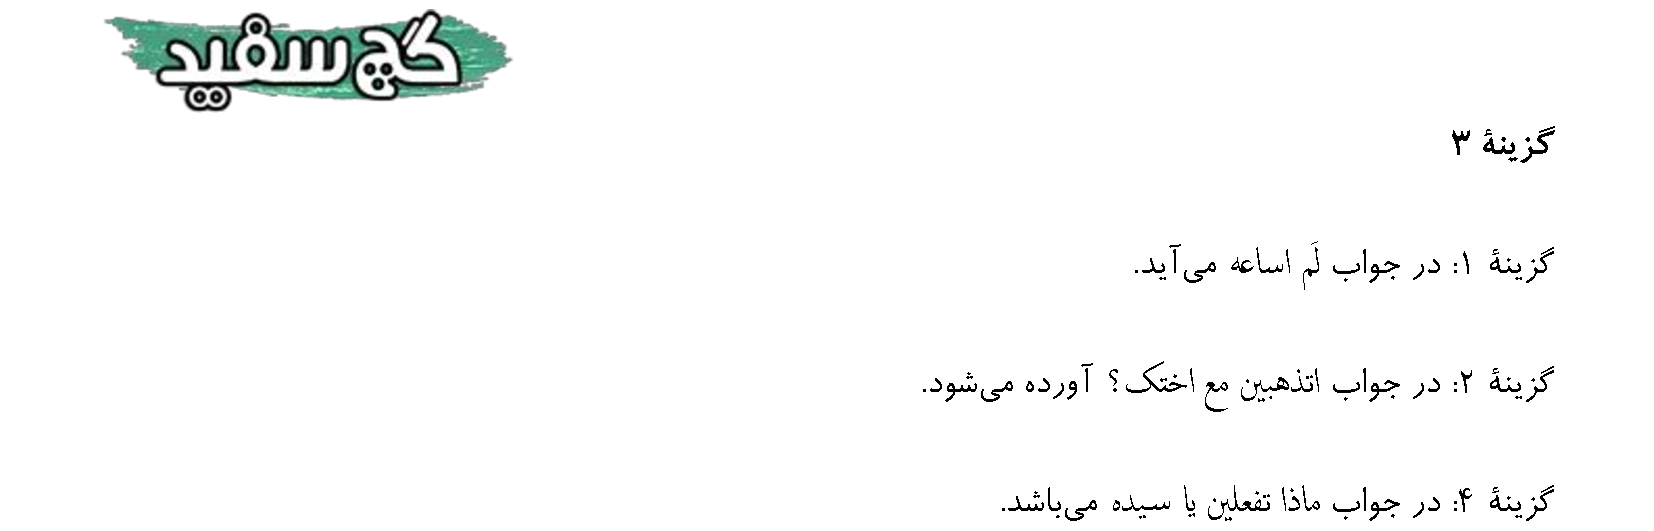 گچ سفید
گزینهٔ ۳
گزینهٔ ۱: در جواب لَم اساعه می‌آید.
گزینهٔ ۲: در جواب اتذهبین مع اختک؟ آورده می‌شود.
گزینهٔ ۴: در جواب ماذا تفعلین یا سیده می‌باشد.